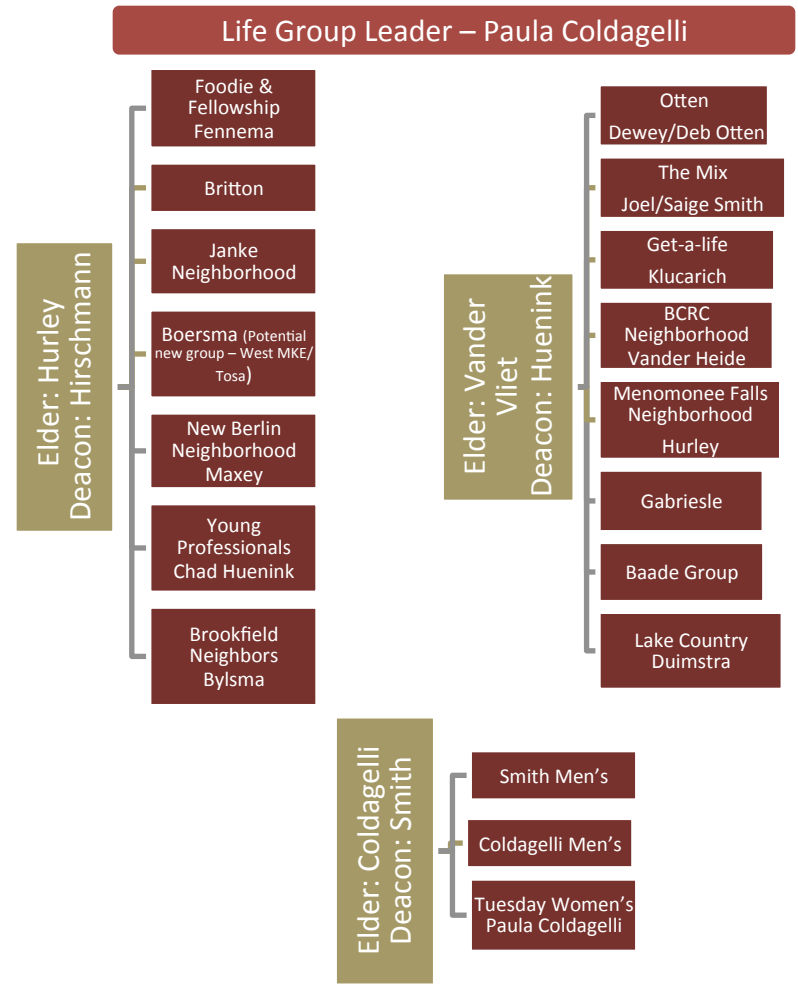 Life Group Leader – Paula Coldagelli
Elder: Hurley
Deacon: Hirschmann
Foodie &
Fellowship
Fennema
Britton
Janke
Neighborhood
Boersma (Potential
new group – West MKE/
Tosa)
New Berlin
Neighborhood
Maxey
Young
Professionals
Chad Huenink
Brookfield
Neighbors
Bylsma
Elder: Vander
Vliet
Deacon: Huenink
Otten
Dewey/Deb Otten
The Mix
Joel/Saige Smith
Get-a-life
Klucarich
BCRC
Neighborhood
Vander Heide
Menomonee Falls
Neighborhood
Hurley
Gabriesle
Baade Group
Lake Country
Duimstra
Elder: Coldagelli
Deacon: Smith
Smith Men's
Coldagelli Men's
Tuesday Women's
Paula Coldagelli